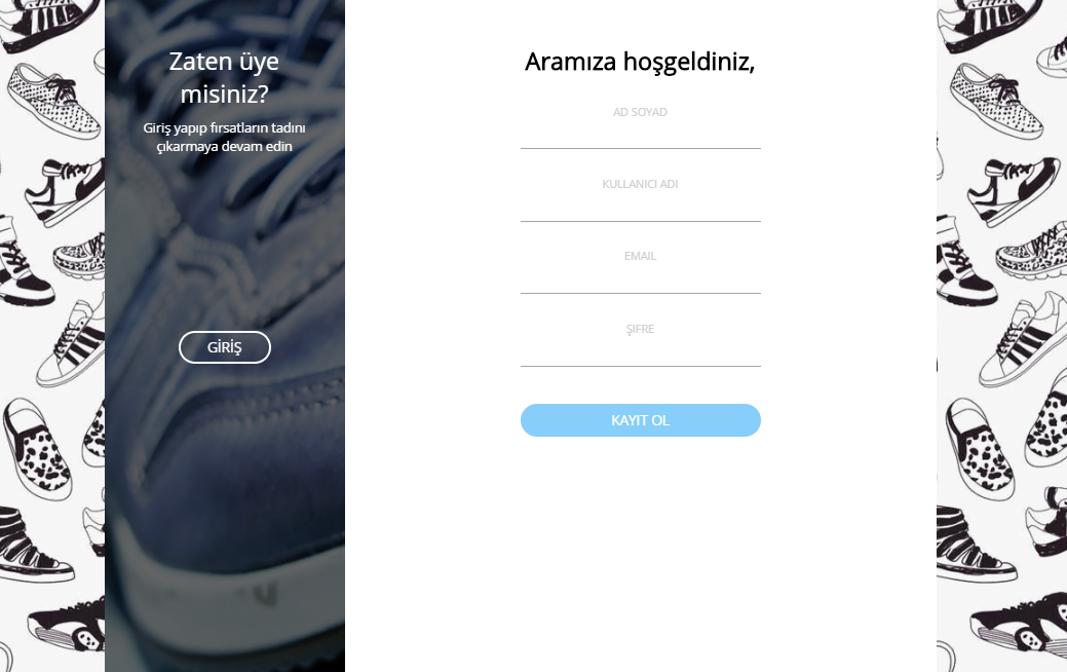 Zaten üye
misiniz?
Giriş yapıp fırsatların tadını
çıkarmaya devam edin
GİRİŞ
Aramıza hoşgeldiniz,
AD SOYAD
KULLANICI ADI
EMAIL
ŞIFRE
KAYIT OL